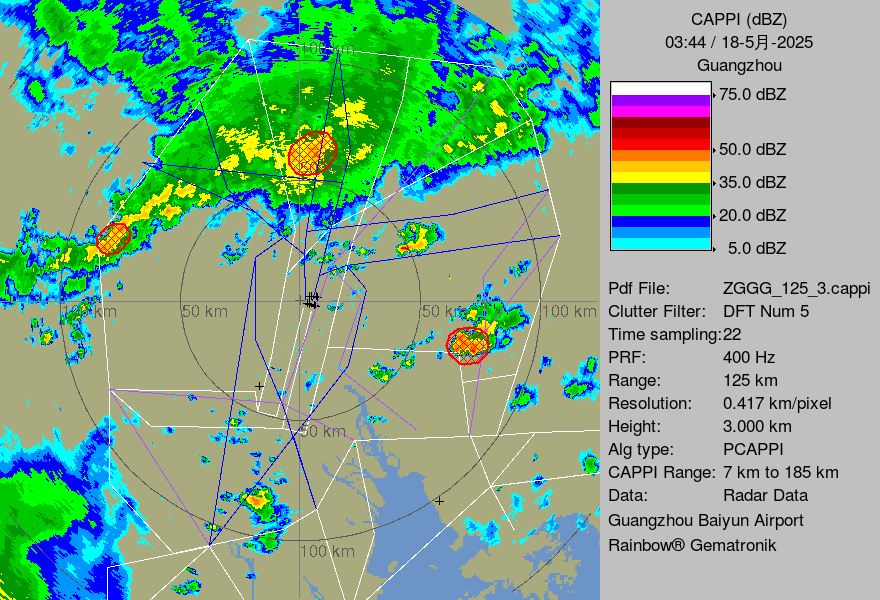 CAPPI (dBZ)
03:44 / 18-5月-2025
Guangzhou
75.0 dBZ
50.0 dBZ
35.0 dBZ
20.0 dBZ
5.0 dBZ
Pdf File: ZGGG_125_3.cappi
Clutter Filter: DFT Num 5
Time sampling:22
PRF: 400 Hz
Range: 125 km
Resolution: 0.417 km/pixel
Height: 3.000 km
Alg type: PCAPPI
CAPPI Range: 7 km to 185 km
Data: Radar Data
Guangzhou Baiyun Airport
Rainbow® Gematronik
100 km
50 km
100 km
50 km
50 km
100 km
50 km
100 km